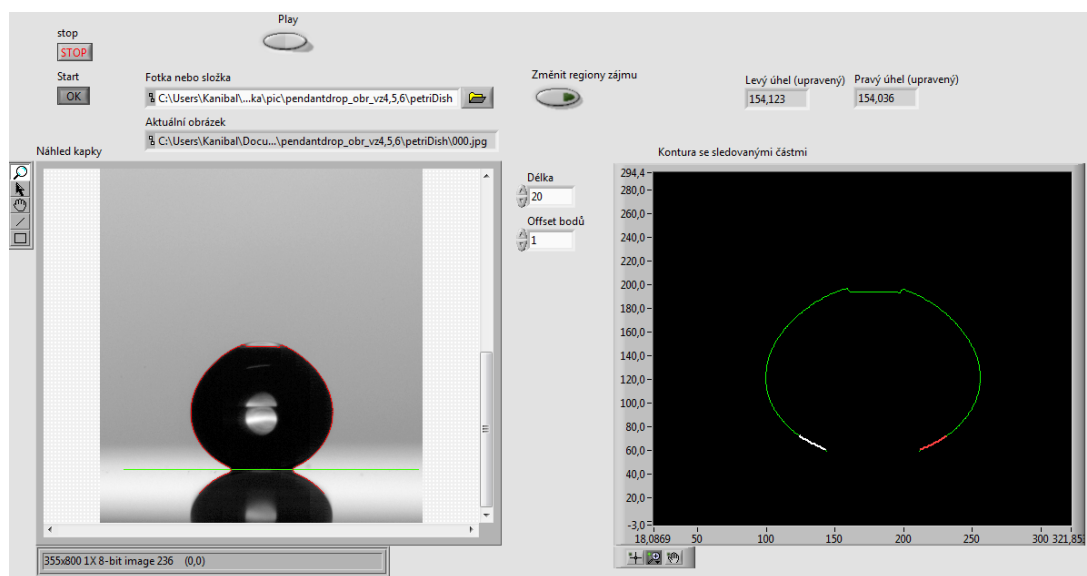 Play
stop
STOP
Start
OK
Fotka nebo složka
C:\Users\Kanibal\...ka\pic\pendantdrop_obr_vz4,5,6\petriDish
Aktuální obrázek
C:\Users\Kanibal\Docu...\pendantdrop_obr_vz4,5,6\petriDish\000.jpg
Změnit regiony zájmu
Levý úhel (upravený)
Pravý úhel (upravený)
154,123
154,036
Náhled kapky
Délka
20
Offset bodů
1
355x800 1X 8-bit image 236 (0,0)
Kontura se sledovanými částmi
294,4
280,0
260,0
240,0
220,0
200,0
180,0
160,0
140,0
120,0
100,0
80,0
60,0
40,0
20,0
-3,0
18,0869 50 100 150 200 250 300 321,853